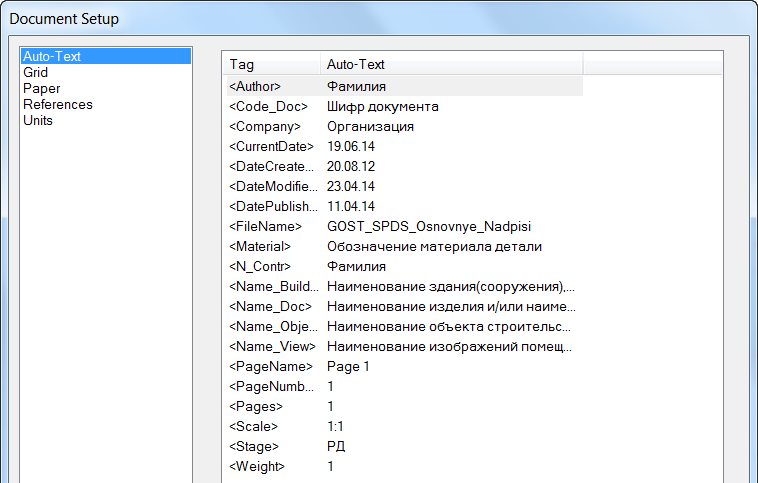 Document Setup
Auto-Text
Grid
Paper
References
Units
Tag Auto-Text
<Author> Фамилия
<Code_Doc> Шифр документа
<Company> Организация
<CurrentDate> 19.06.14
<DateCreate... 20.08.12
<DateModifie... 23.04.14
<DatePublish... 11.04.14
<FileName> GOST_SPDS_Osnovnye_Nadpisi
<Material> Обозначение материала детали
<N_Contr> Фамилия
<Name_Build... Наименование здания(сооружения),...
<Name_Doc> Наименование изделия и/или наиме...
<Name_Obje... Наименование объекта строительс...
<Name_View> Наименование изображений помещ...
<PageName> Page 1
<PageNumb... 1
<Pages> 1
<Scale> 1:1
<Stage> РД
<Weight> 1